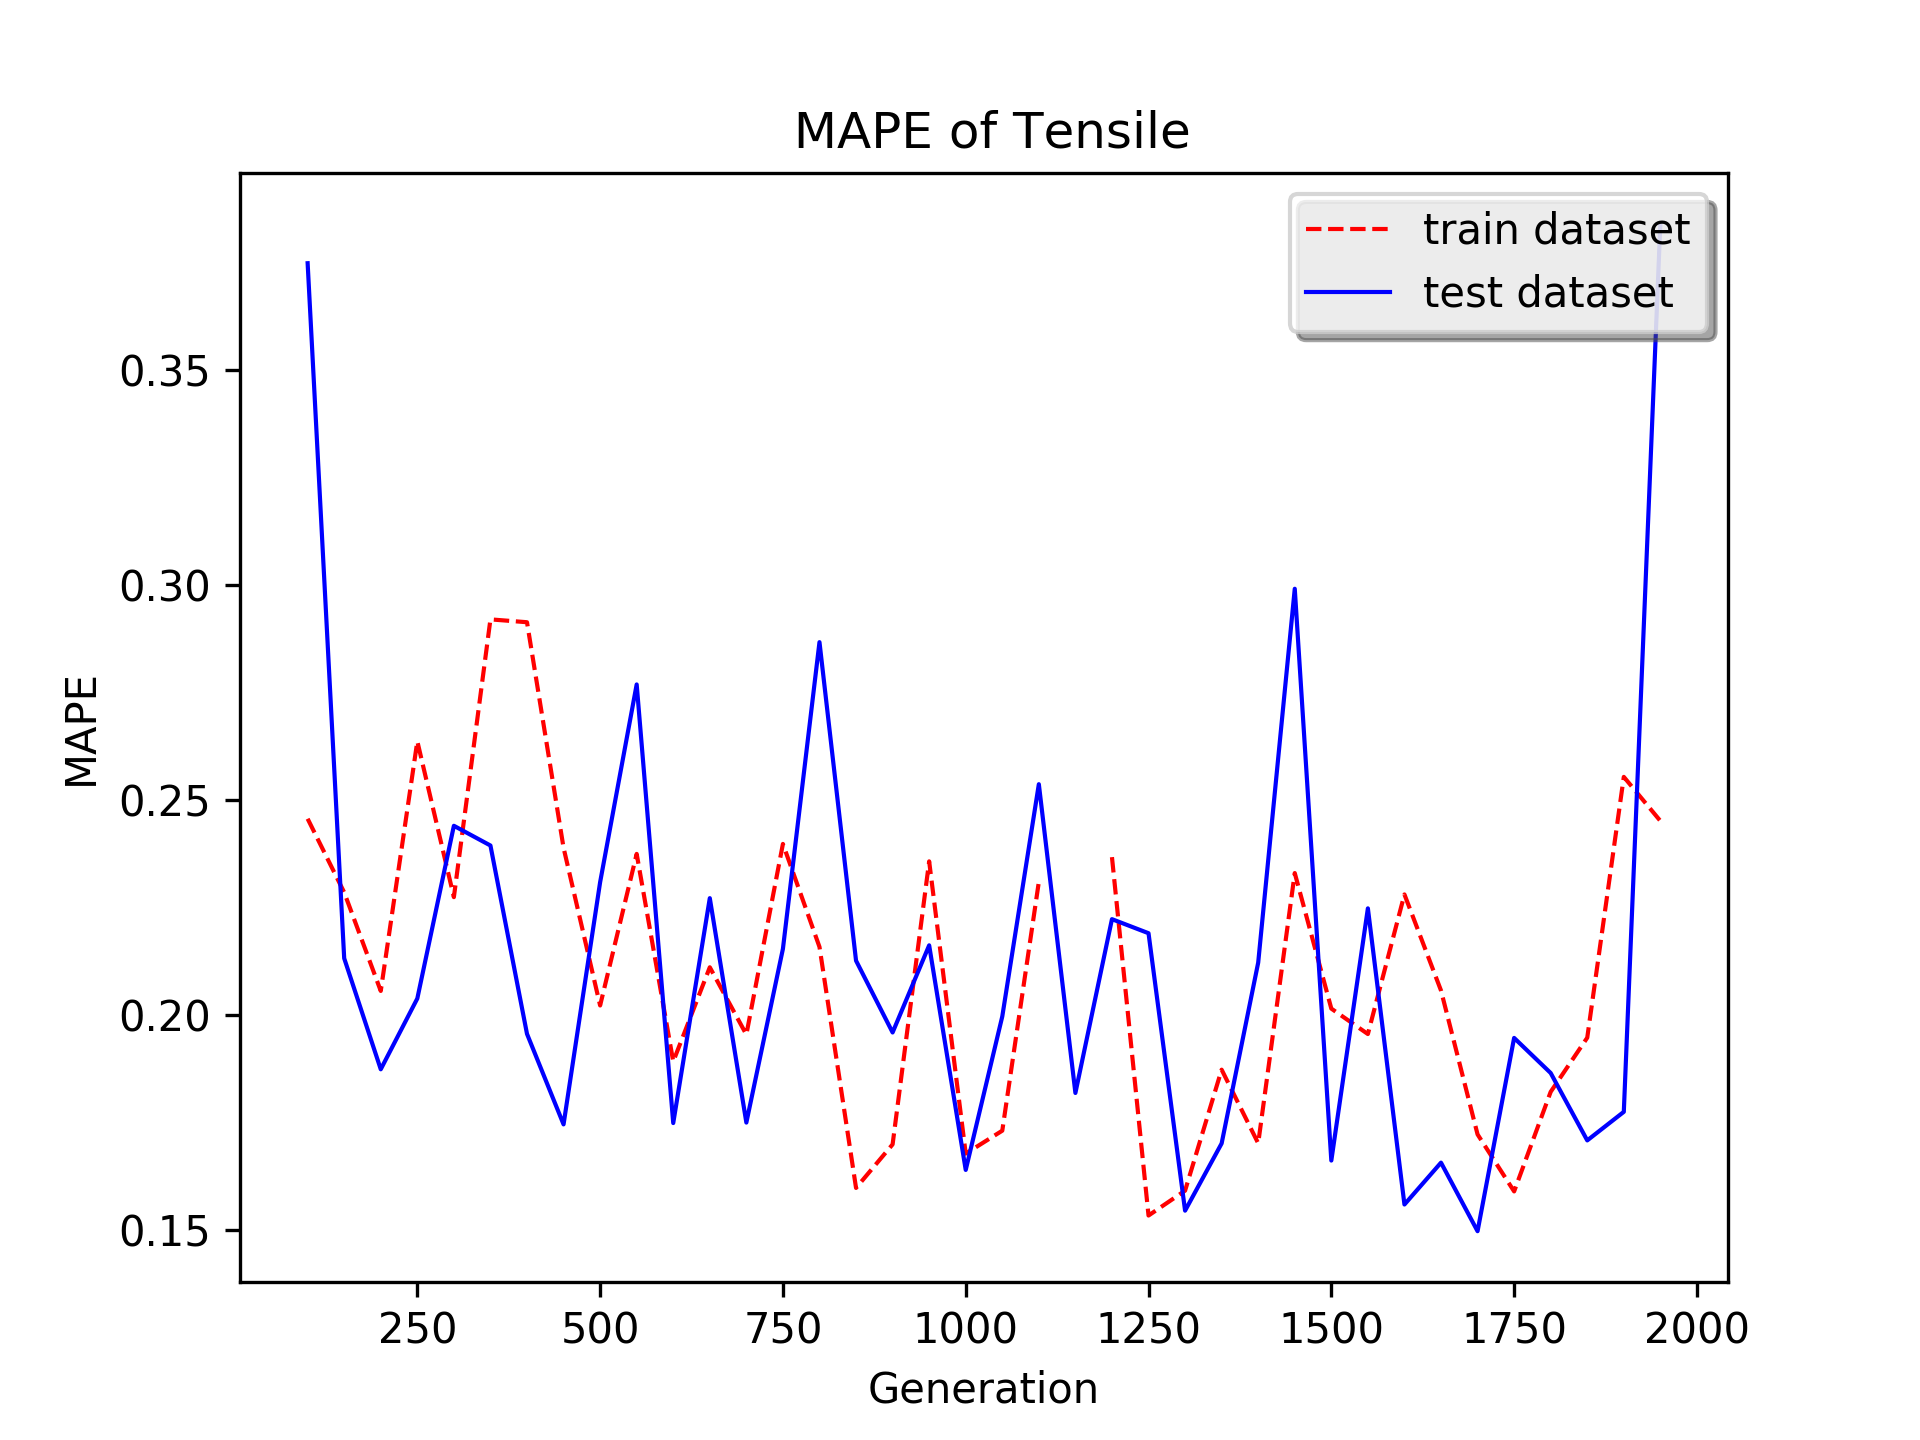 MAPE of Tensile
train dataset
test dataset
0.35
0.30
0.25
0.20
0.15
MAPE
250 500 750 1000 1250 1500 1750 2000
Generation